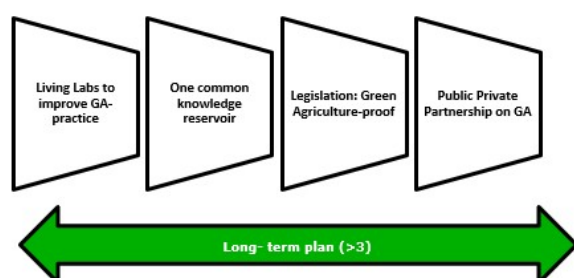 Living Labs to
improve GA-
practice
One common
knowledge
reservoir
Legislation: Green
Agriculture-proof
Public Private
Partnership on GA
Long- term plan (>3)